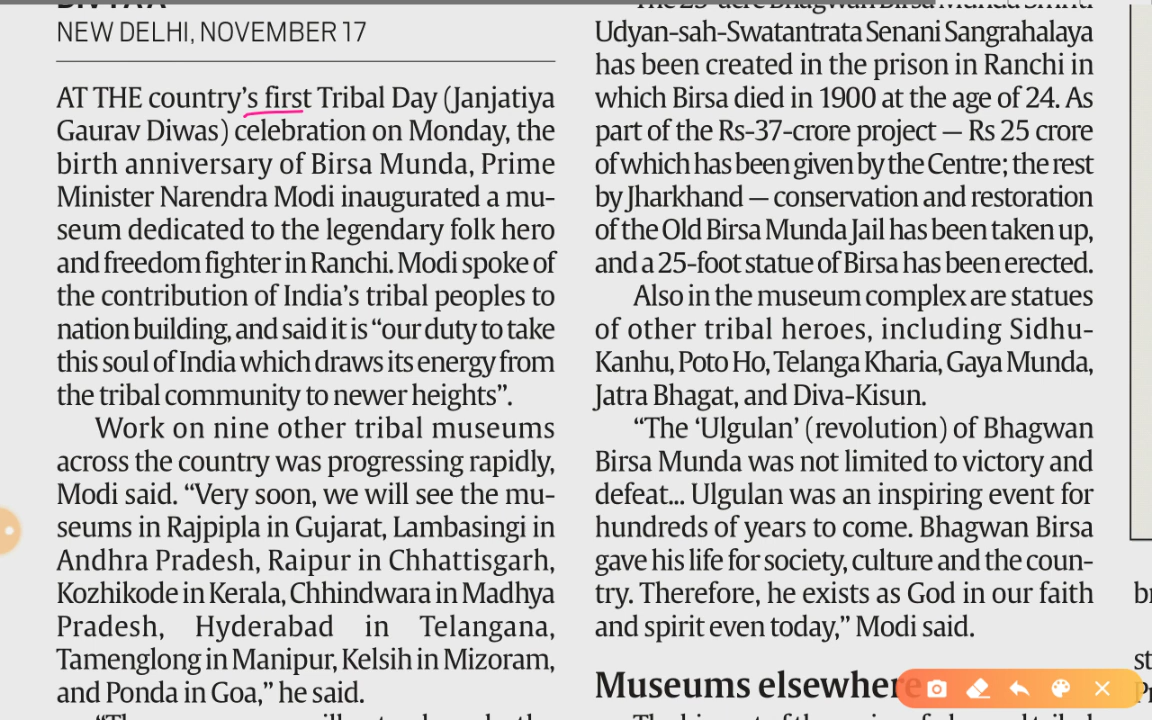 NEW DELHI, NOVEMBER 17
AT THE country's first Tribal Day (Janjatiya
Gaurav Diwas) celebration on Monday, the
birth anniversary of Birsa Munda, Prime
Minister Narendra Modi inaugurated a mu-
seum dedicated to the legendary folk hero
and freedom fighter in Ranchi. Modi spoke of
the contribution of India's tribal peoples to
nation building, and said it is “our duty to take
this soul of India which draws its energy from
the tribal community to newer heights”.
Work on nine other tribal museums
across the country was progressing rapidly,
Modi said. “Very soon, we will see the mu-
seums in Rajpipla in Gujarat, Lambasingi in
Andhra Pradesh, Raipur in Chhattisgarh,
Kozhikode in Kerala, Chhindwara in Madhya
Pradesh, Hyderabad in Telangana,
Tamenglong in Manipur, Kelsih in Mizoram,
and Ponda in Goa,” he said.
The 25-acre Bhagwan Birsa Munda Smriti
Udyan-sah-Swatantrata Senani Sangrahalaya
has been created in the prison in Ranchi in
which Birsa died in 1900 at the age of 24. As
part of the Rs-37-crore project — Rs 25 crore
of which has been given by the Centre; the rest
by Jharkhand — conservation and restoration
of the Old Birsa Munda Jail has been taken up,
and a 25-foot statue of Birsa has been erected.
Also in the museum complex are statues
of other tribal heroes, including Sidhu-
Kanhu, Poto Ho, Telanga Kharia, Gaya Munda,
Jatra Bhagat, and Diva-Kisun.
“The ‘Ulgulan’ (revolution) of Bhagwan
Birsa Munda was not limited to victory and
defeat... Ulgulan was an inspiring event for
hundreds of years to come. Bhagwan Birsa
gave his life for society, culture and the coun-
try. Therefore, he exists as God in our faith
and spirit even today,” Modi said.
Museums elsewhere